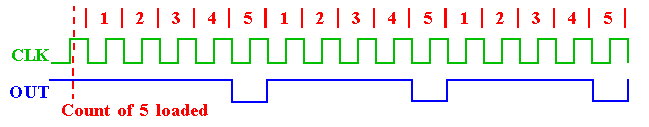 | 1 | 2 | 3 | 4 | 5 | 1 | 2 | 3 | 4 | 5 | 1 | 2 | 3 | 4 | 5 |
CLK
OUT
Count of 5 loaded